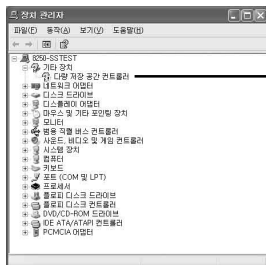 장치 관리자
파일(F) 동작(A) 보기(V) 도움말(H)
8250-SSTEST
기타 장치
다량 저장 공간 컨트롤러
네트워크 어댑터
디스크 드라이브
디스플레이 어댑터
마우스 및 기타 포인팅 장치
모니터
범용 직렬 버스 컨트롤러
사운드, 비디오 및 게임 컨트롤러
시스템 장치
컴퓨터
키보드
포트 (COM 및 LPT)
프로세서
플로피 디스크 드라이브
플로피 디스크 컨트롤러
DVD/CD-ROM 드라이브
IDE ATA/ATAPI 컨트롤러
PCMCIA 어댑터